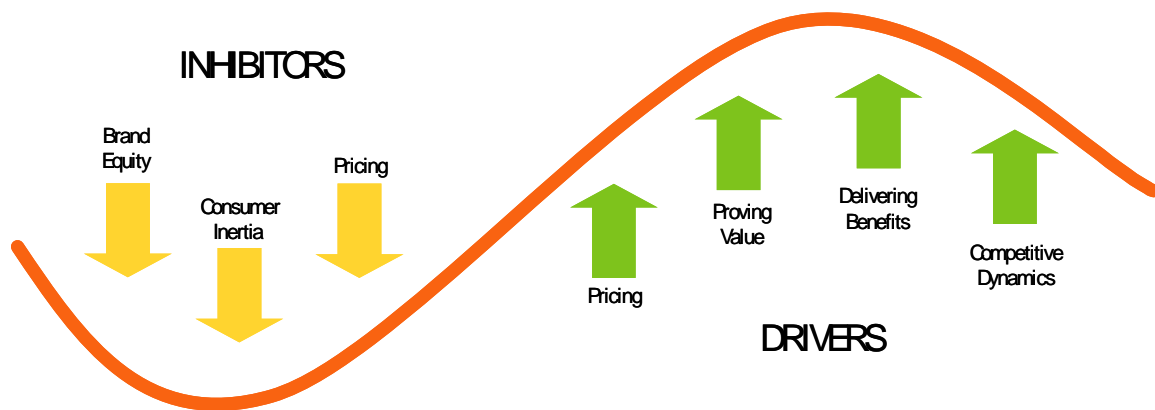 INHIBITORS
Brand
Equity
Consumer
Inertia
Pricing
Pricing
Proving
Value
Delivering
Benefits
Competitive
Dynamics
DRIVERS